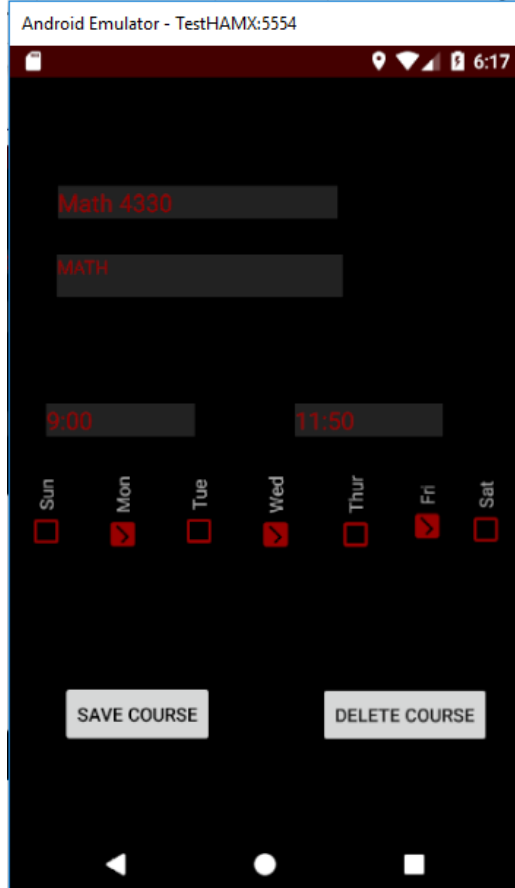 Android Emulator - TestHAMX:5554
6:17
Math 4330
MATH
9:00 11:50
Sun Mon Tue Wed Thur Fri Sat
SAVE COURSE DELETE COURSE